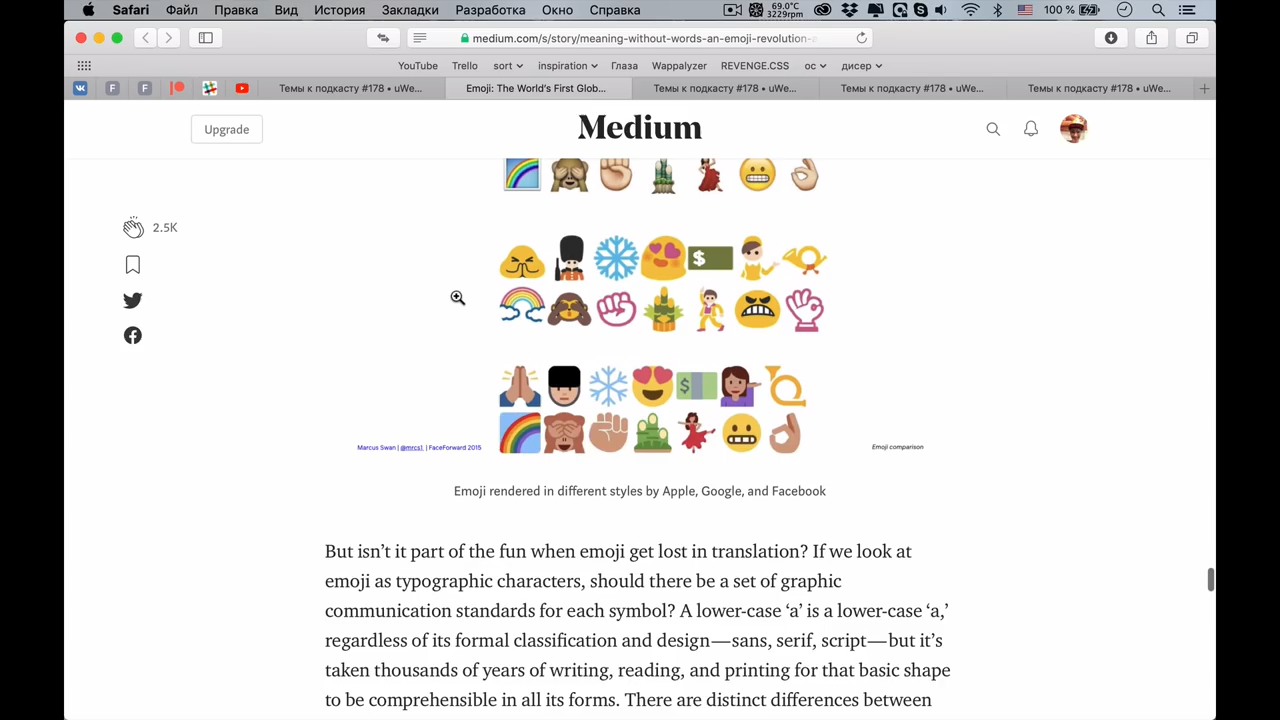 Safari Файл Правка Вид История Закладки Разработка Окно Справка 69.0°C 3229rpm 100 %
medium.com/s/story/meaning-without-words-an-emoji-revolution-
YouTube Trello sort inspiration Глаза Wappalyzer REVENGE.CSS ос дисер
Темы к подкасту #178 • uWe... Emoji: The World's First Glob... Темы к подкасту #178 • uWe... Темы к подкасту #178 • uWe... Темы к подкасту #178 • uWe...
Upgrade Medium
2.5K
Marcus Swan | @mrcs1 | FaceForward 2015 Emoji comparison
Emoji rendered in different styles by Apple, Google, and Facebook
But isn’t it part of the fun when emoji get lost in translation? If we look at
emoji as typographic characters, should there be a set of graphic
communication standards for each symbol? A lower-case ‘a’ is a lower-case ‘a,’
regardless of its formal classification and design—sans, serif, script—but it’s
taken thousands of years of writing, reading, and printing for that basic shape
to be comprehensible in all its forms. There are distinct differences between